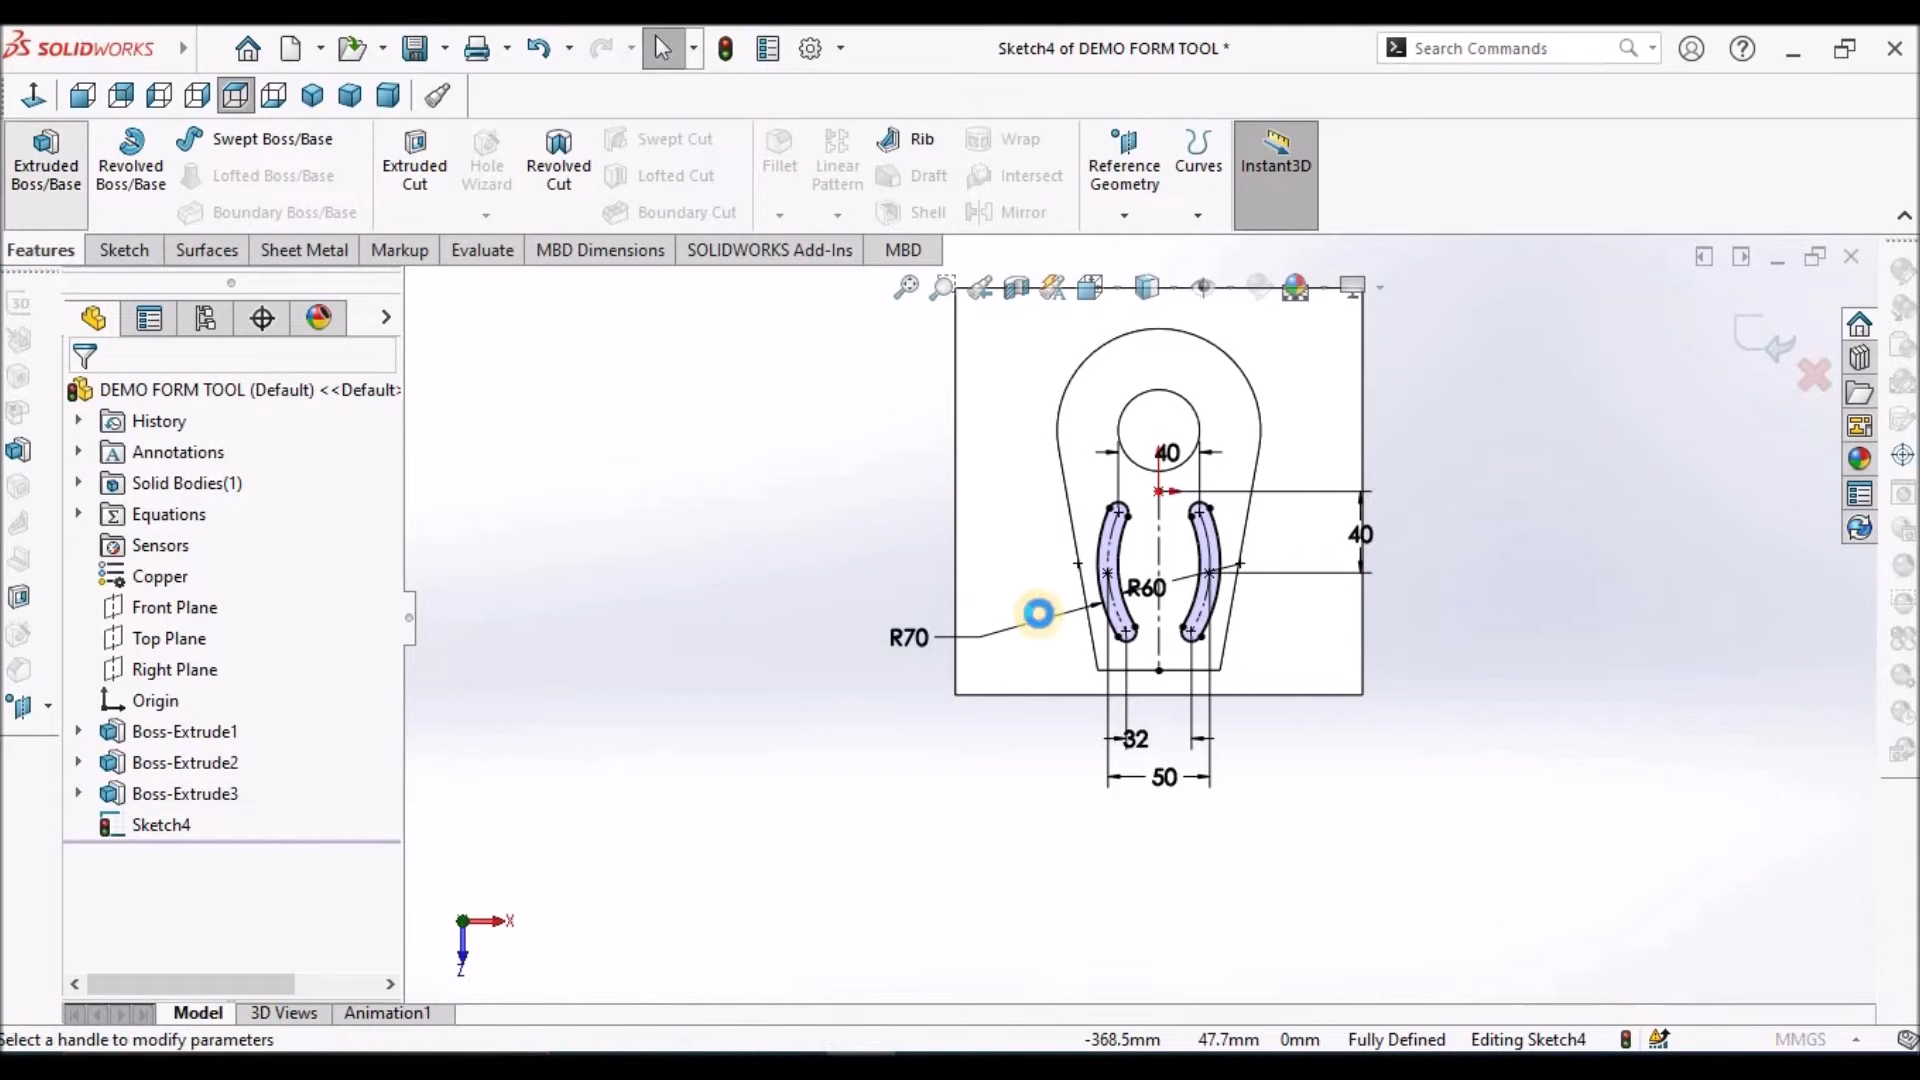 SOLIDWORKS
Sketch4 of DEMO FORM TOOL *
Search Commands
Extruded Boss/Base
Revolved Boss/Base
Swept Boss/Base
Lofted Boss/Base
Boundary Boss/Base
Extruded Cut
Hole Wizard
Revolved Cut
Swept Cut
Lofted Cut
Boundary Cut
Fillet
Linear Pattern
Rib
Draft
Shell
Wrap
Intersect
Mirror
Reference Geometry
Curves
Instant3D
Features
Sketch
Surfaces
Sheet Metal
Markup
Evaluate
MBD Dimensions
SOLIDWORKS Add-Ins
MBD
3D
DEMO FORM TOOL (Default) <<Default>
History
Annotations
Solid Bodies(1)
Equations
Sensors
Copper
Front Plane
Top Plane
Right Plane
Origin
Boss-Extrude1
Boss-Extrude2
Boss-Extrude3
Sketch4
40
40
R60
R70
32
50
X
Z
Model
3D Views
Animation1
Select a handle to modify parameters
-368.5mm
47.7mm
0mm
Fully Defined
Editing Sketch4
MMGS